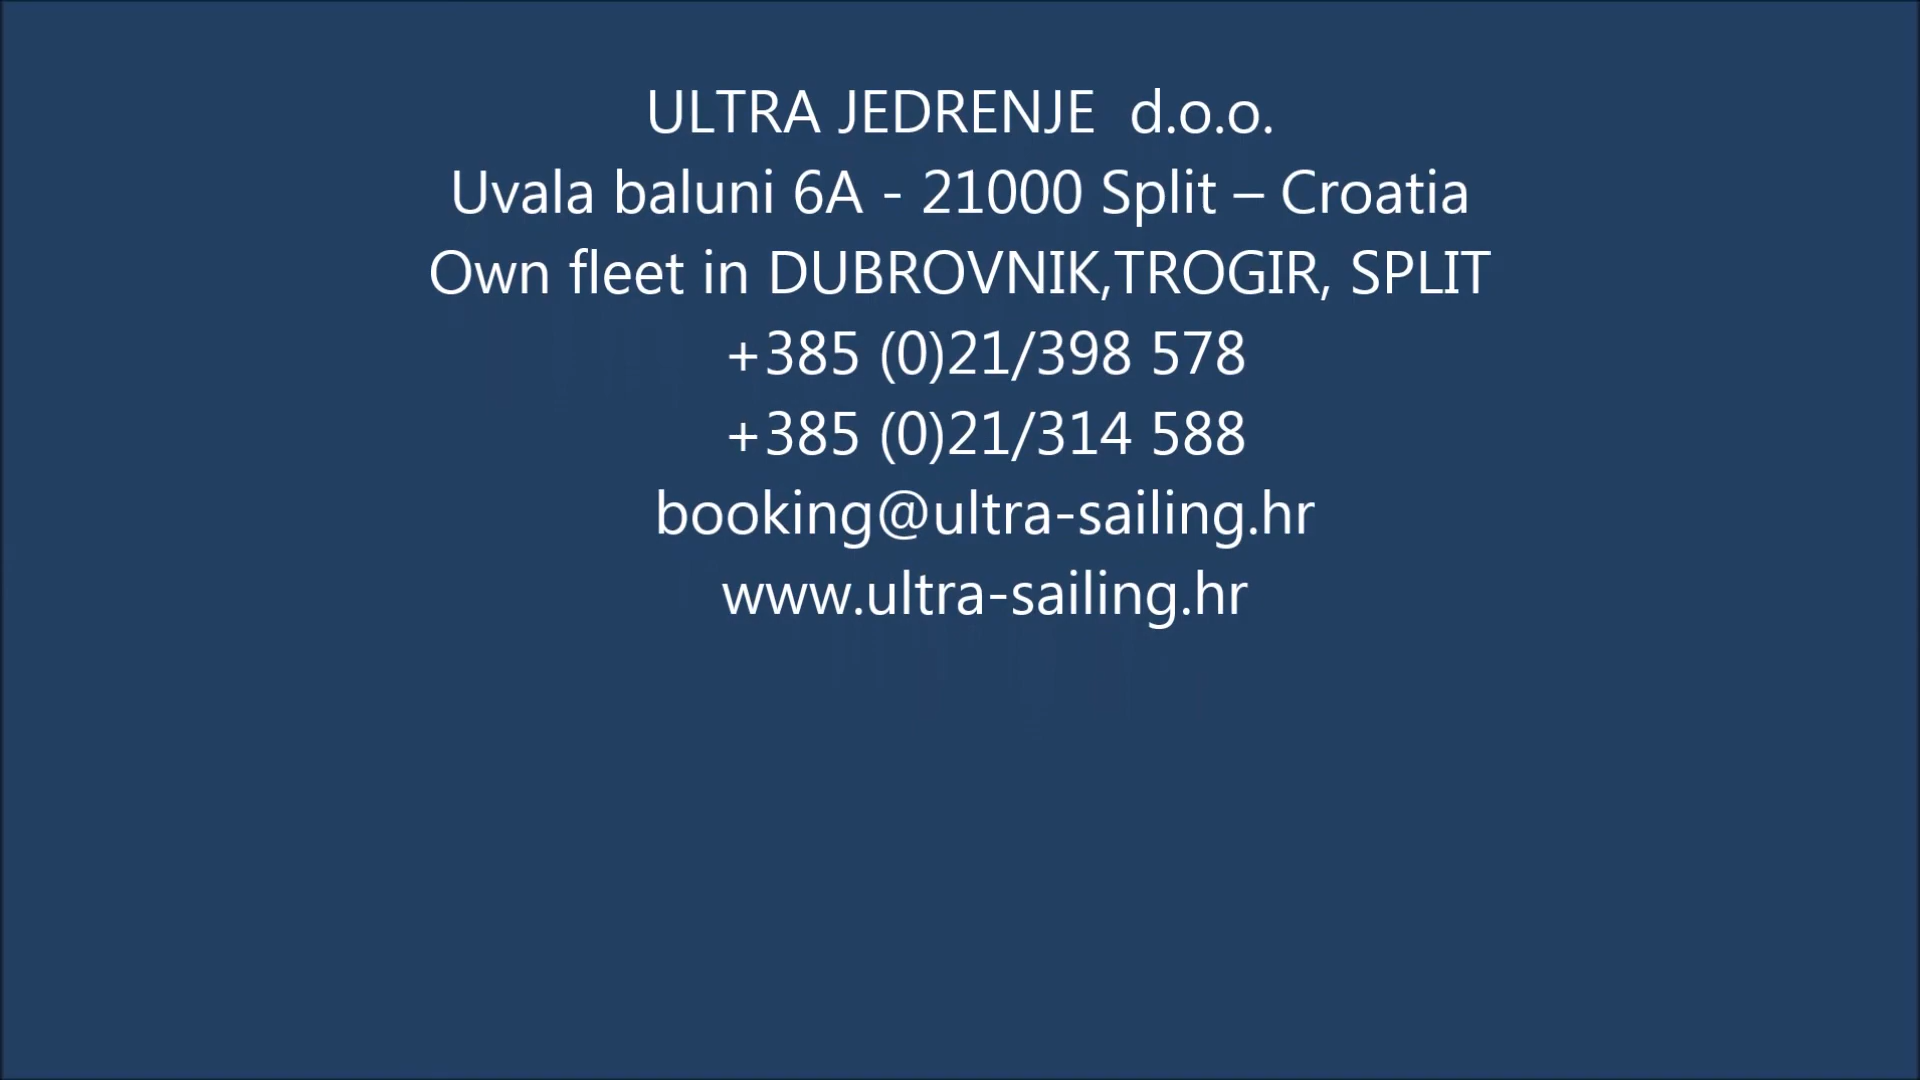 ULTRA JEDRENJE  d.o.o.
Uvala baluni 6A - 21000 Split – Croatia
Own fleet in DUBROVNIK,TROGIR, SPLIT
+385 (0)21/398 578
+385 (0)21/314 588
booking@ultra-sailing.hr
www.ultra-sailing.hr